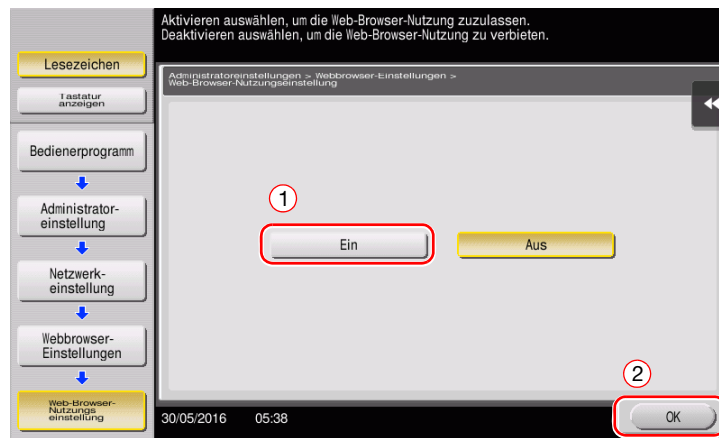 Aktivieren auswählen, um die Web-Browser-Nutzung zuzulassen.
Deaktivieren auswählen, um die Web-Browser-Nutzung zu verbieten.
Lesezeichen
Tastatur
anzeigen
Administratoreinstellungen > Webbrowser-Einstellungen >
Web-Browser-Nutzungseinstellung
Bedienerprogramm
Administrator-
einstellung
Netzwerk-
einstellung
Webbrowser-
Einstellungen
Web-Browser-
Nutzungs
einstellung
1
Ein
Aus
2
30/05/2016 05:38
OK